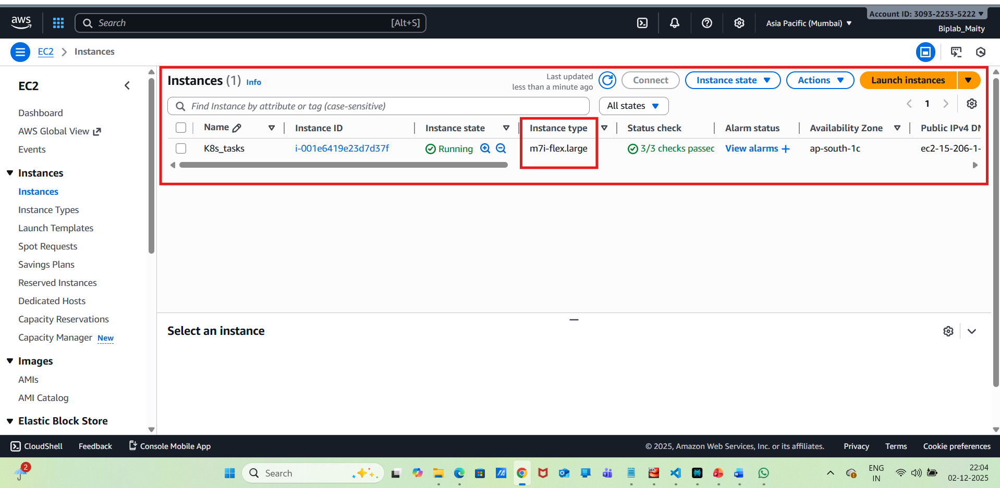 aws
Search
[Alt+S]
Asia Pacific (Mumbai)
Account ID: 3093-2253-5222
Biplab_Maity
EC2
Instances
EC2
Dashboard
AWS Global View
Events
Instances
Instances
Instance Types
Launch Templates
Spot Requests
Savings Plans
Reserved Instances
Dedicated Hosts
Capacity Reservations
Capacity Manager New
Images
AMIs
AMI Catalog
Elastic Block Store
Instances (1) Info
Last updated
less than a minute ago
Connect
Instance state
Actions
Launch instances
Find Instance by attribute or tag (case-sensitive)
All states
1
Name Instance ID Instance state Instance type Status check Alarm status Availability Zone Public IPv4 DN
K8s_tasks i-001e6419e23d7d37f Running m7i-flex.large 3/3 checks passec View alarms + ap-south-1c ec2-15-206-1-
Select an instance
CloudShell Feedback Console Mobile App
© 2025, Amazon Web Services, Inc. or its affiliates. Privacy Terms Cookie preferences
2
Search
ENG
IN
22:04
02-12-2025